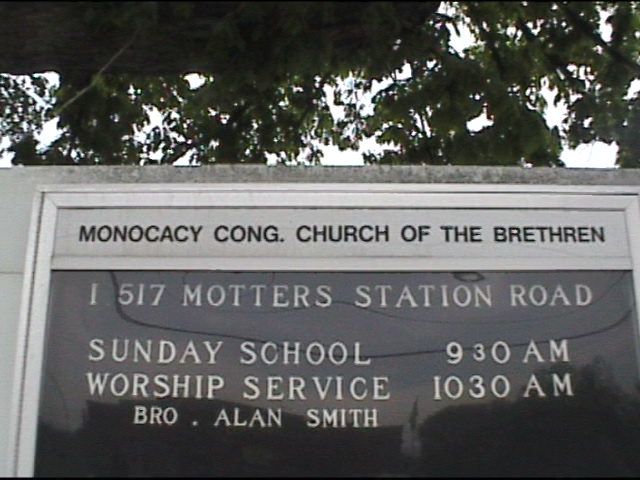 MONOCACY CONG. CHURCH OF THE BRETHREN
1 517 MOTTERS STATION ROAD
SUNDAY SCHOOL 930 AM
WORSHIP SERVICE 1030 AM
BRO . ALAN SMITH